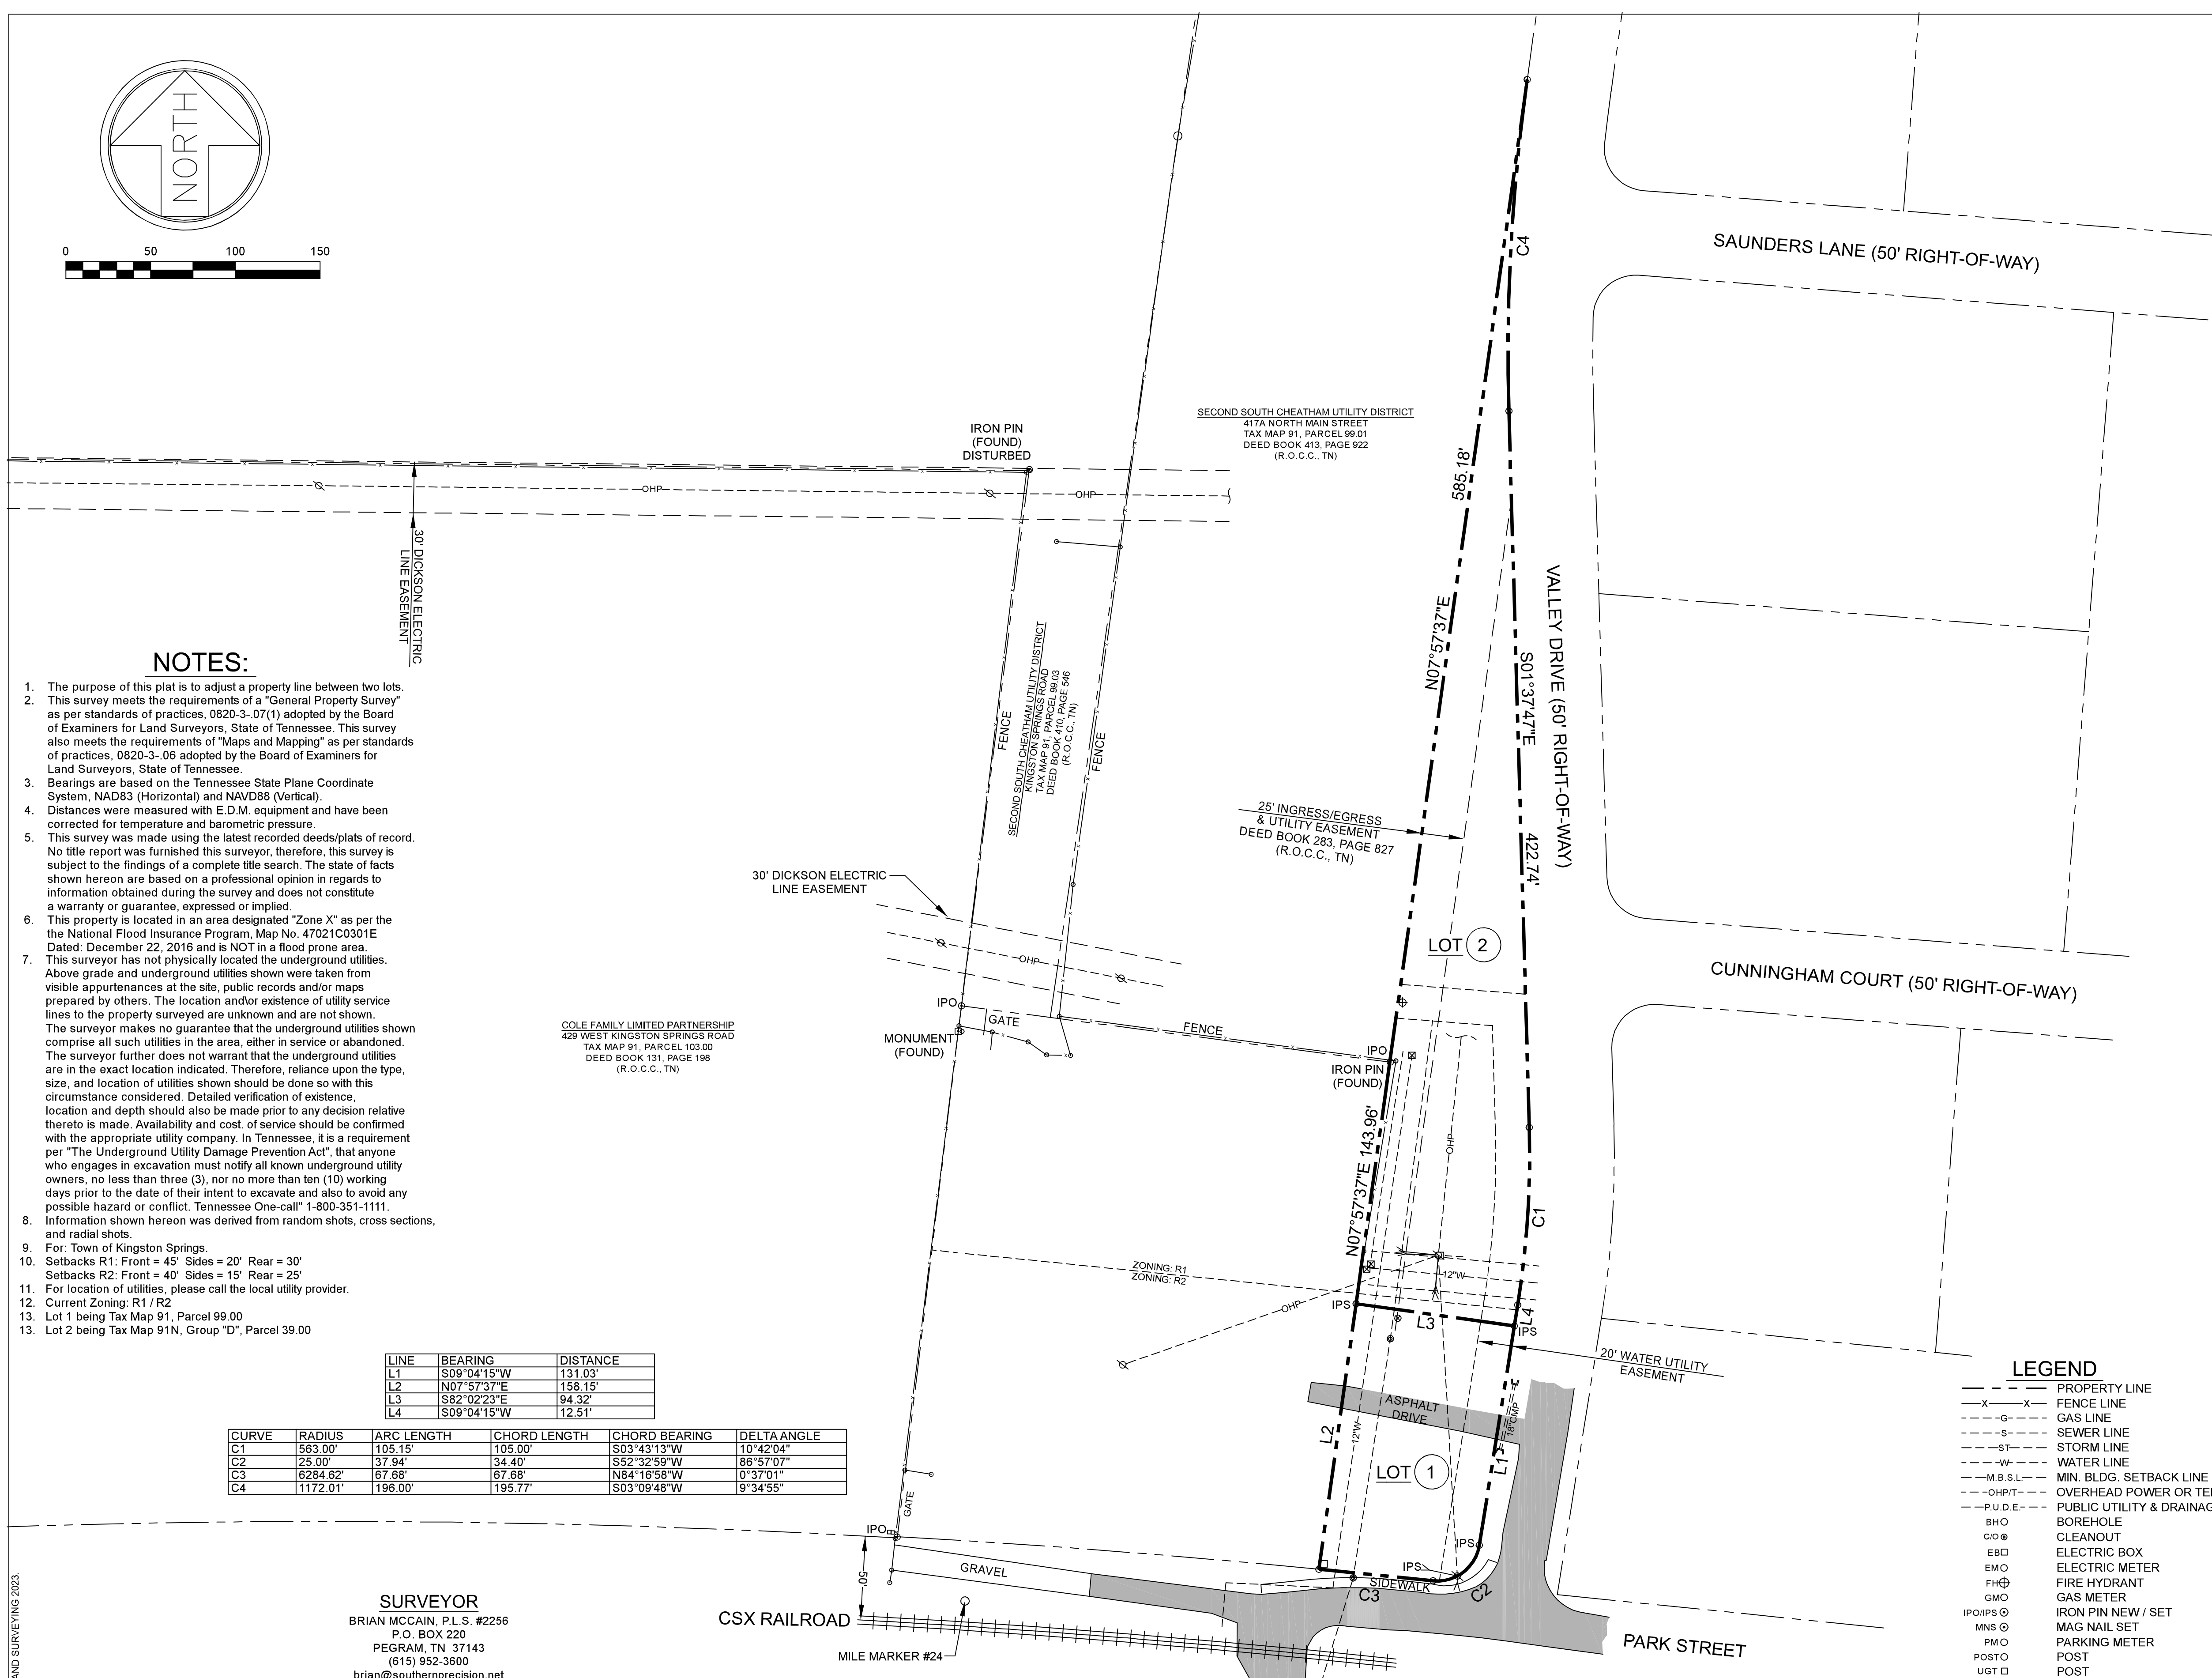 NORTH
0 50 100 150
IRON PIN
(FOUND)
DISTURBED
OHP
OHP
30' DICKSON ELECTRIC
LINE EASEMENT
SECOND SOUTH CHEATHAM UTILITY DISTRICT
417A NORTH MAIN STREET
TAX MAP 91, PARCEL 99.01
DEED BOOK 413, PAGE 922
(R.O.C.C., TN)
C4
SAUNDERS LANE (50' RIGHT-OF-WAY)
585.18'
N07°57'37"E
VALLEY DRIVE (50' RIGHT-OF-WAY)
S01°37'47"E
422.74'
FENCE
SECOND SOUTH CHEATHAM UTILITY DISTRICT
KINGSTON SPRINGS ROAD
TAX MAP 91, PARCEL 99.03
DEED BOOK 410, PAGE 546
(R.O.C.C., TN)
FENCE
25' INGRESS/EGRESS
& UTILITY EASEMENT
DEED BOOK 283, PAGE 827
(R.O.C.C., TN)
NOTES:
1. The purpose of this plat is to adjust a property line between two lots.
2. This survey meets the requirements of a "General Property Survey"
as per standards of practices, 0820-3-.07(1) adopted by the Board
of Examiners for Land Surveyors, State of Tennessee. This survey
also meets the requirements of "Maps and Mapping" as per standards
of practices, 0820-3-.06 adopted by the Board of Examiners for
Land Surveyors, State of Tennessee.
3. Bearings are based on the Tennessee State Plane Coordinate
System, NAD83 (Horizontal) and NAVD88 (Vertical).
4. Distances were measured with E.D.M. equipment and have been
corrected for temperature and barometric pressure.
5. This survey was made using the latest recorded deeds/plats of record.
No title report was furnished this surveyor, therefore, this survey is
subject to the findings of a complete title search. The state of facts
shown hereon are based on a professional opinion in regards to
information obtained during the survey and does not constitute
a warranty or guarantee, expressed or implied.
6. This property is located in an area designated "Zone X" as per the
the National Flood Insurance Program, Map No. 47021C0301E
Dated: December 22, 2016 and is NOT in a flood prone area.
7. This surveyor has not physically located the underground utilities.
Above grade and underground utilities shown were taken from
visible appurtenances at the site, public records and/or maps
prepared by others. The location and\or existence of utility service
lines to the property surveyed are unknown and are not shown.
The surveyor makes no guarantee that the underground utilities shown
comprise all such utilities in the area, either in service or abandoned.
The surveyor further does not warrant that the underground utilities
are in the exact location indicated. Therefore, reliance upon the type,
size, and location of utilities shown should be done so with this
circumstance considered. Detailed verification of existence,
location and depth should also be made prior to any decision relative
thereto is made. Availability and cost. of service should be confirmed
with the appropriate utility company. In Tennessee, it is a requirement
per "The Underground Utility Damage Prevention Act", that anyone
who engages in excavation must notify all known underground utility
owners, no less than three (3), nor no more than ten (10) working
days prior to the date of their intent to excavate and also to avoid any
possible hazard or conflict. Tennessee One-call" 1-800-351-1111.
8. Information shown hereon was derived from random shots, cross sections,
and radial shots.
9. For: Town of Kingston Springs.
10. Setbacks R1: Front = 45' Sides = 20' Rear = 30'
Setbacks R2: Front = 40' Sides = 15' Rear = 25'
11. For location of utilities, please call the local utility provider.
12. Current Zoning: R1 / R2
13. Lot 1 being Tax Map 91, Parcel 99.00
13. Lot 2 being Tax Map 91N, Group "D", Parcel 39.00
30' DICKSON ELECTRIC
LINE EASEMENT
OHP
IPO
GATE
MONUMENT
(FOUND)
FENCE
IPO
IRON PIN
(FOUND)
COLE FAMILY LIMITED PARTNERSHIP
429 WEST KINGSTON SPRINGS ROAD
TAX MAP 91, PARCEL 103.00
DEED BOOK 131, PAGE 198
(R.O.C.C., TN)
LOT 2
CUNNINGHAM COURT (50' RIGHT-OF-WAY)
N07°57'37"E 143.96'
OHP
C1
ZONING: R1
ZONING: R2
12"W
OHP
IPS
L3
L4
IPS
20' WATER UTILITY
EASEMENT
ASPHALT
DRIVE
18"CMP
L2
12"W
L1
LOT 1
IPS
IPS
SIDEWALK
C3
C2
LINE BEARING DISTANCE
L1 S09°04'15"W 131.03'
L2 N07°57'37"E 158.15'
L3 S82°02'23"E 94.32'
L4 S09°04'15"W 12.51'
CURVE RADIUS ARC LENGTH CHORD LENGTH CHORD BEARING DELTA ANGLE
C1 563.00' 105.15' 105.00' S03°43'13"W 10°42'04"
C2 25.00' 37.94' 34.40' S52°32'59"W 86°57'07"
C3 6284.62' 67.68' 67.68' N84°16'58"W 0°37'01"
C4 1172.01' 196.00' 195.77' S03°09'48"W 9°34'55"
GATE
IPO
50'
GRAVEL
CSX RAILROAD
MILE MARKER #24
PARK STREET
SURVEYOR
BRIAN MCCAIN, P.L.S. #2256
P.O. BOX 220
PEGRAM, TN 37143
(615) 952-3600
brian@southernprecision.net
AND SURVEYING 2023.
LEGEND
PROPERTY LINE
X X FENCE LINE
G GAS LINE
S SEWER LINE
ST STORM LINE
W WATER LINE
M.B.S.L. MIN. BLDG. SETBACK LINE
OHP/T OVERHEAD POWER OR
P.U.D.E. PUBLIC UTILITY &
BH BOREHOLE
C/O CLEANOUT
EB ELECTRIC BOX
EM ELECTRIC METER
FH FIRE HYDRANT
GM GAS METER
IPO/IPS IRON PIN NEW / SET
MNS MAG NAIL SET
PM PARKING METER
POST POST
UGT POST